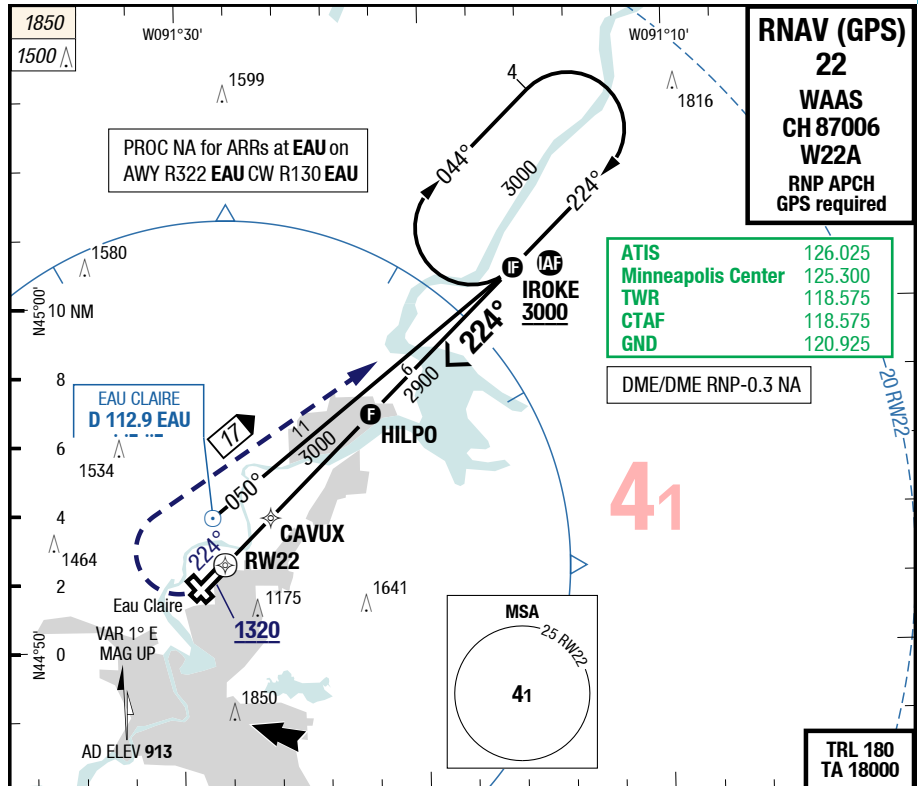 1850
1500
W091°30'
W091°10'
RNAV (GPS)
22
WAAS
CH 87006
W22A
RNP APCH
GPS required
1599
4
1816
PROC NA for ARRs at EAU on
AWY R322 EAU CW R130 EAU
044°
3000
224°
1580
ATIS 126.025
Minneapolis Center 125.300
TWR 118.575
CTAF 118.575
GND 120.925
IF
IAF
IROKE
3000
N45°00'
10 NM
224°
DME/DME RNP-0.3 NA
20 RW22
8
6
2900
EAU CLAIRE
D 112.9 EAU
F
HILPO
17
11
3000
6
1534
050°
41
4
CAVUX
224°
RW22
1464
2
Eau Claire
1175
1641
1320
MSA
25 RW22
41
VAR 1° E
MAG UP
N44°50'
0
1850
AD ELEV 913
TRL 180
TA 18000